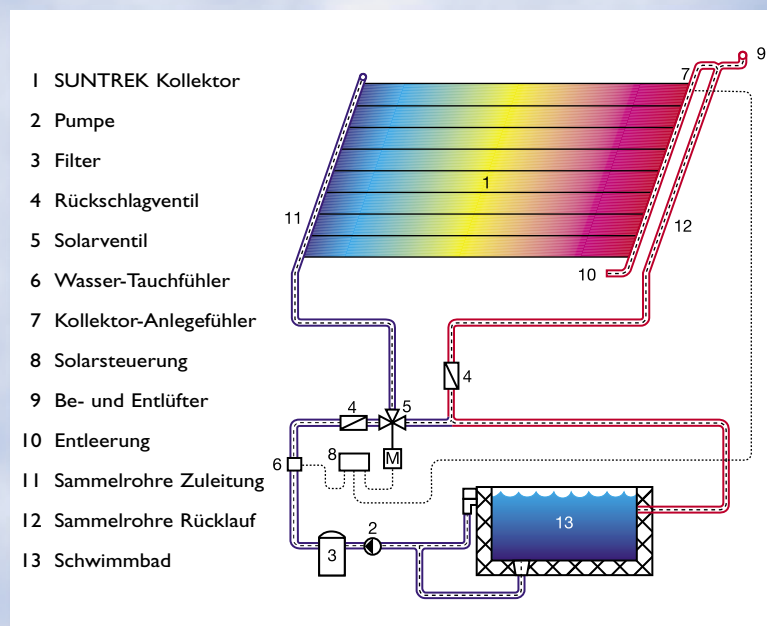 1 SUNTREK Kollektor
2 Pumpe
3 Filter
4 Rückschlagventil
5 Solarventil
6 Wasser-Tauchfühler
7 Kollektor-Anlegefühler
8 Solarsteuerung
9 Be- und Entlüfter
10 Entleerung
11 Sammelrohre Zuleitung
12 Sammelrohre Rücklauf
13 Schwimmbad
9
7
1
11
12
10
4
4
5
8
M
6
2
3
13